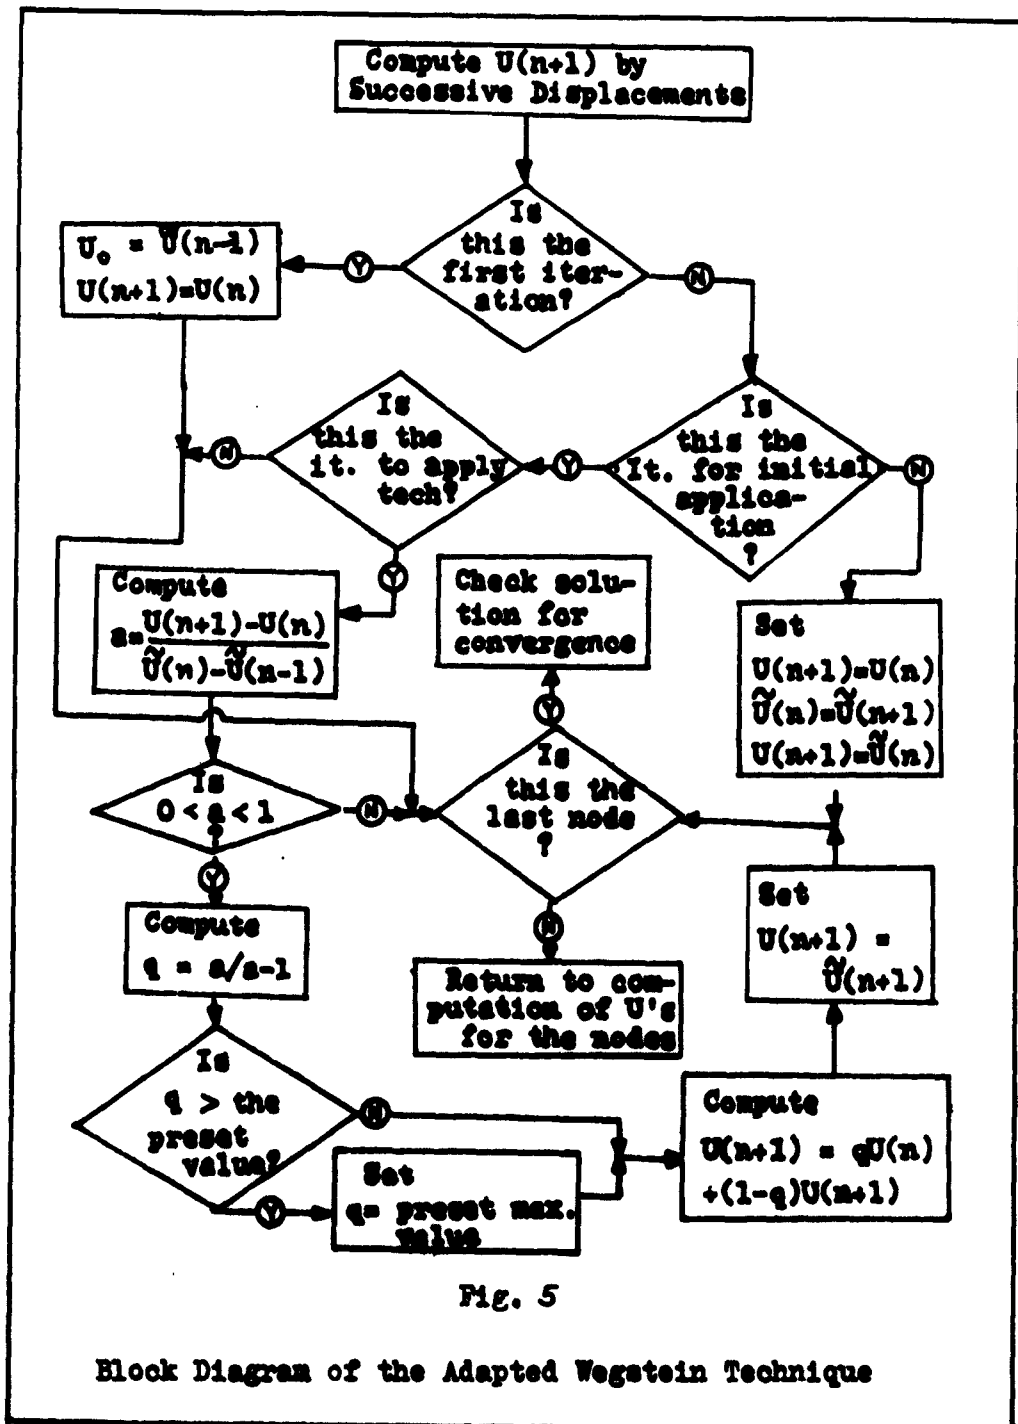 Compute U(n+1) by
Successive Displacements
Is
this the
first iter-
ation?
Y
N
U₀ = Ũ(n-1)
U(n+1)=U(n)
Is
this the
It. for initial
applica-
tion
?
Y
N
Is
this the
it. to apply
tech?
N
Y
Set
U(n+1)=U(n)
Ũ(n)=Ũ(n+1)
U(n+1)=Ũ(n)
Compute
a=U(n+1)-U(n)
Ũ(n)-Ũ(n-1)
Check solu-
tion for
convergence
Y
Is
this the
last node
?
N
Return to com-
putation of U's
for the nodes
Is
0 < a < 1
?
N
Y
Compute
q = a/a-1
Is
q > the
preset
value?
N
Y
Set
q= preset max.
value
Compute
U(n+1) = qU(n)
+(1-q)U(n+1)
Set
U(n+1) =
Ũ(n+1)
Fig. 5
Block Diagram of the Adapted Wegstein Technique